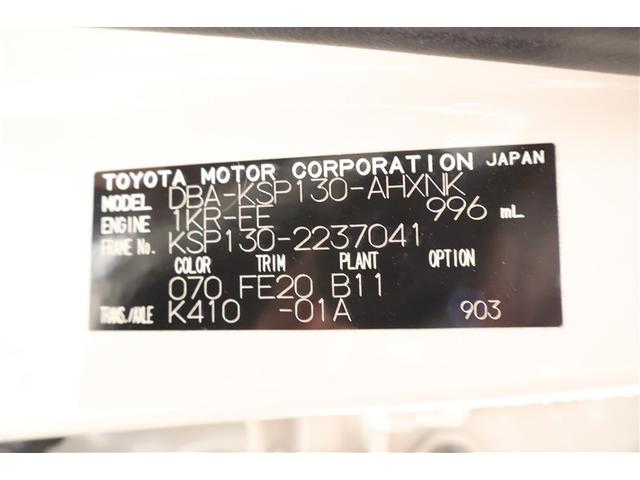 TOYOTA MOTOR CORPORATION JAPAN
MODEL DBA-KSP130-AHXNK
ENGINE 1KR-FE 996 mL
FRAME No. KSP130-2237041
COLOR TRIM PLANT OPTION
070 FE20 B11
TRANS./AXLE K410 -01A 903